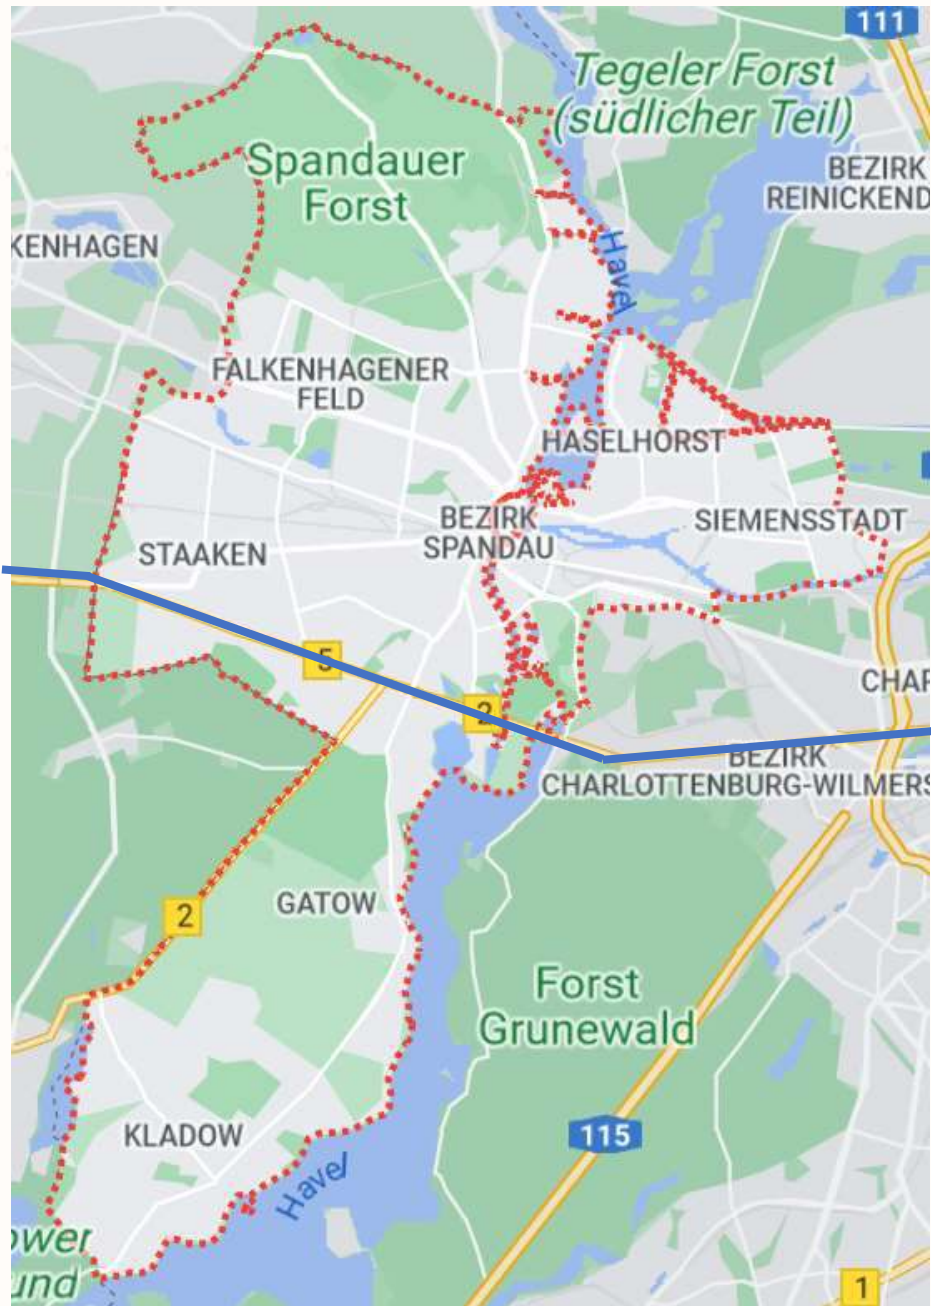 111
Tegeler Forst
(südlicher Teil)
BEZIRK
REINICKEND
Spandauer
Forst
KENHAGEN
Havel
FALKENHAGENER
FELD
HASELHORST
BEZIRK
SPANDAU
SIEMENSSTADT
STAAKEN
5
2
CHAR
BEZIRK
CHARLOTTENBURG-WILMERS
2
GATOW
Forst
Grunewald
115
KLADOW
Havel
ower
und
1